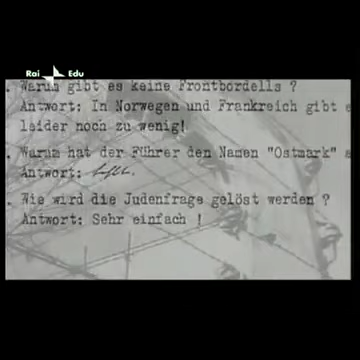 Rai Edu
. Warum gibt es keine Frontbordells ?
Antwort: In Norwegen und Frankreich gibt e
leider noch zu wenig!
. Warum hat der Führer den Namen "Ostmark" a
Antwort:
. Wie wird die Judenfrage gelöst werden ?
Antwort: Sehr einfach !